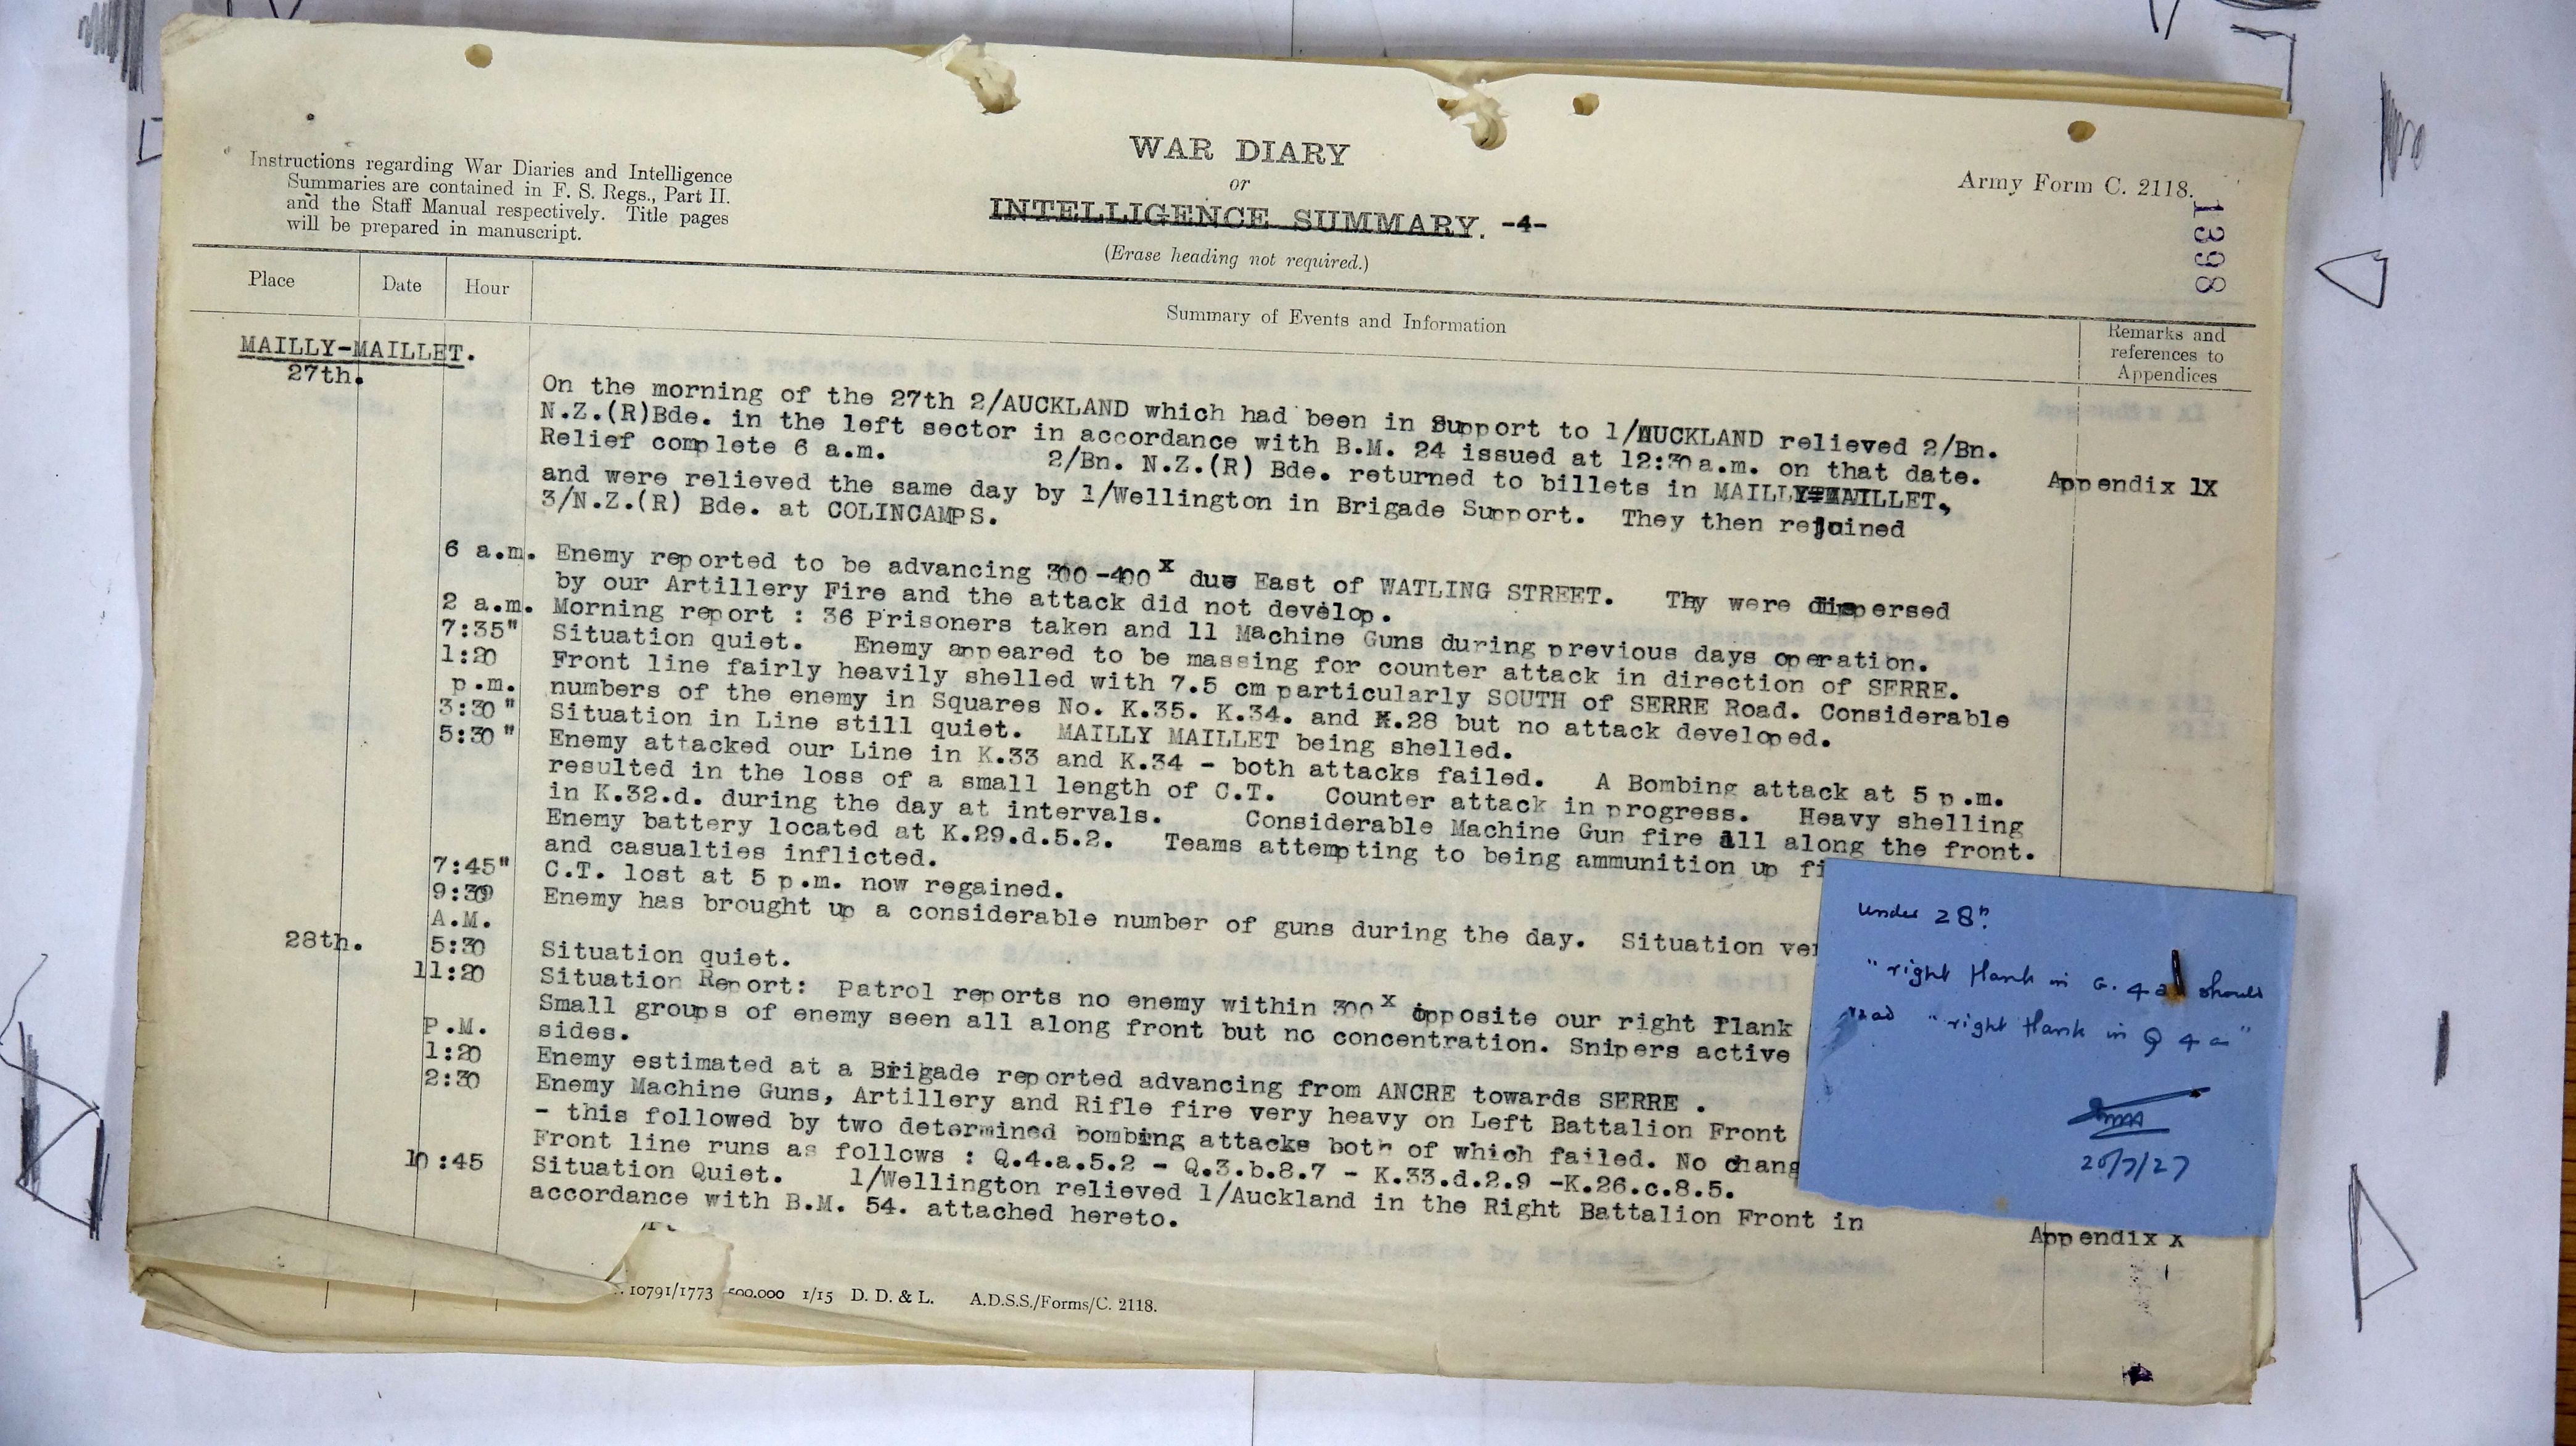 Instructions regarding War Diaries and Intelligence
Summaries are contained in F. S. Regs., Part II.
and the Staff Manual respectively. Title pages
will be prepared in manuscript.
WAR DIARY
or
INTELLIGENCE SUMMARY. -4-
(Erase heading not required.)
Army Form C. 2118.
1398
Place
Date
Hour
Summary of Events and Information
Remarks and
references to
Appendices
MAILLY-MAILLET.
27th.
On the morning of the 27th 2/AUCKLAND which had been in Support to 1/AUCKLAND relieved 2/Bn.
N.Z.(R)Bde. in the left sector in accordance with B.M. 24 issued at 12:30 a.m. on that date.
Relief complete 6 a.m. 2/Bn. N.Z.(R) Bde. returned to billets in MAILLY-MAILLET,
Appendix 1X
and were relieved the same day by 1/Wellington in Brigade Support. They then rejoined
3/N.Z.(R) Bde. at COLINCAMPS.
6 a.m. Enemy reported to be advancing 300-400x due East of WATLING STREET. Thy were dispersed
by our Artillery Fire and the attack did not develop.
2 a.m. Morning report : 36 Prisoners taken and 11 Machine Guns during previous days operation.
7:35" Situation quiet. Enemy appeared to be massing for counter attack in direction of SERRE.
1:20 Front line fairly heavily shelled with 7.5 cm particularly SOUTH of SERRE Road. Considerable
p.m. numbers of the enemy in Squares No. K.35. K.34. and K.28 but no attack developed.
3:30" Situation in Line still quiet. MAILLY MAILLET being shelled.
5:30" Enemy attacked our Line in K.33 and K.34 - both attacks failed. A Bombing attack at 5 p.m.
resulted in the loss of a small length of C.T. Counter attack in progress. Heavy shelling
in K.32.d. during the day at intervals. Considerable Machine Gun fire all along the front.
Enemy battery located at K.29.d.5.2. Teams attempting to being ammunition up fi
and casualties inflicted.
7:45" C.T. lost at 5 p.m. now regained.
9:30 Enemy has brought up a considerable number of guns during the day. Situation ver
A.M.
28th. 5:30 Situation quiet.
11:20 Situation Report: Patrol reports no enemy within 300x opposite our right flank
Small groups of enemy seen all along front but no concentration. Snipers active
P.M. sides.
1:20 Enemy estimated at a Brigade reported advancing from ANCRE towards SERRE .
2:30 Enemy Machine Guns, Artillery and Rifle fire very heavy on Left Battalion Front
- this followed by two determined bombing attacks both of which failed. No chang
Front line runs as follows : Q.4.a.5.2 - Q.3.b.8.7 - K.33.d.2.9 -K.26.c.8.5.
10:45 Situation Quiet. 1/Wellington relieved 1/Auckland in the Right Battalion Front in
accordance with B.M. 54. attached hereto.
Appendix X
under 28th.
"right flank in G. 4a should
read "right flank in Q 4 a"
10791/1773 500,000 1/15 D. D. & L. A.D.S.S./Forms/C. 2118.